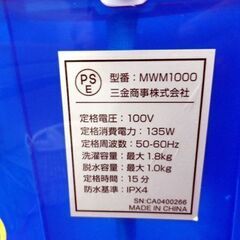 PS
E
型番: MWM1000
三金商事株式会社
定格電圧: 100V
定格消費電力: 135W
定格周波数: 50-60Hz
洗濯容量: 最大1.8kg
脱水容量: 最大1.0kg
定格時間: 15分
防水基準: IPX4
SN:CA0400266
MADE IN CHINA